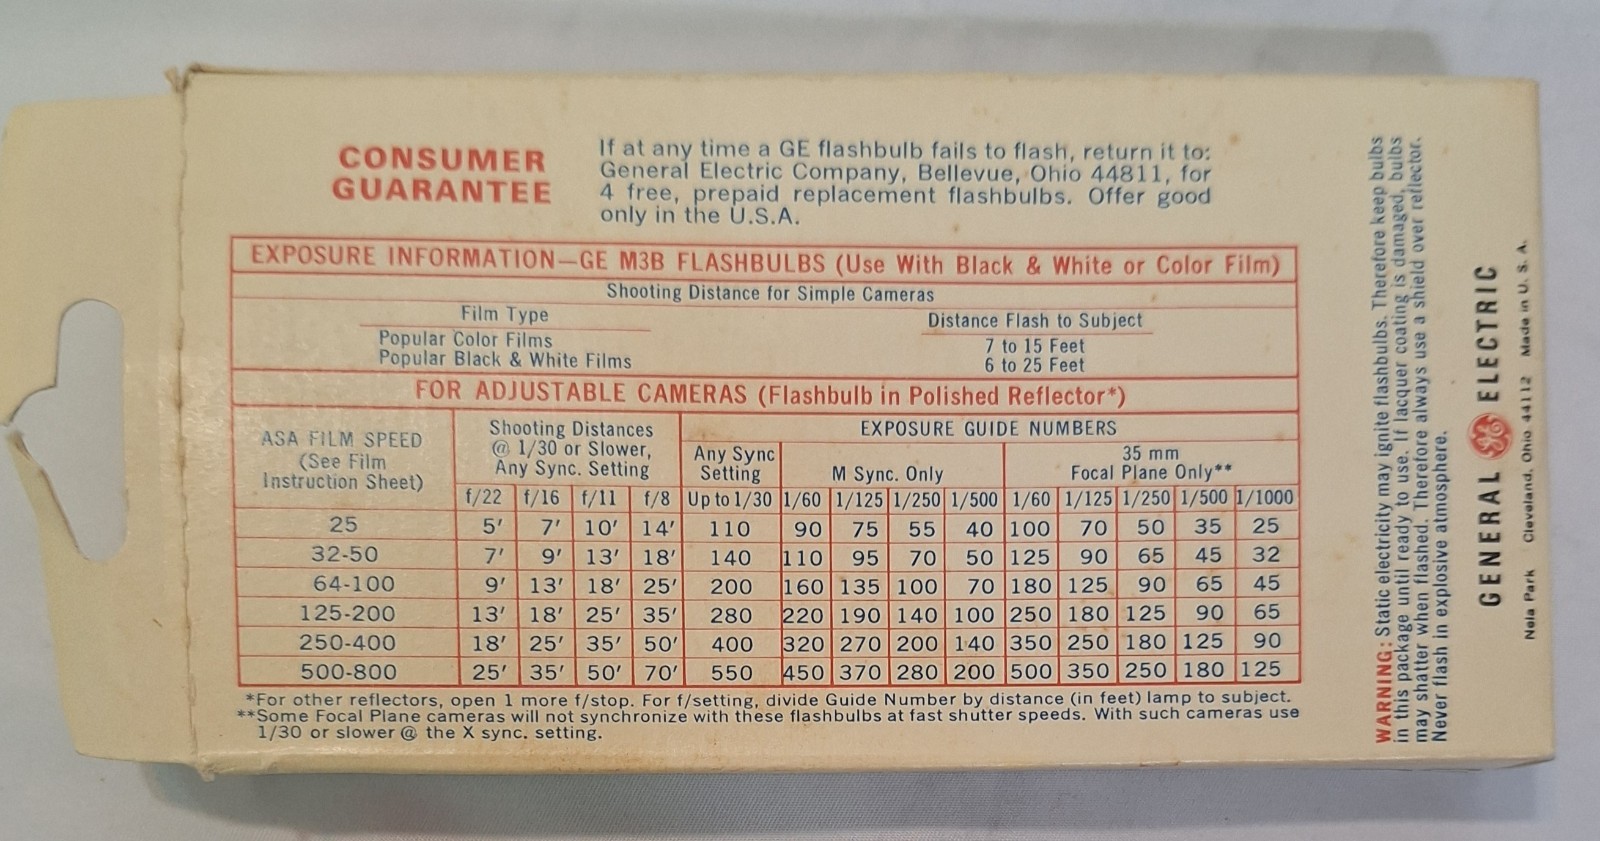 CONSUMER
GUARANTEE
If at any time a GE flashbulb fails to flash, return it to:
General Electric Company, Bellevue, Ohio 44811, for
4 free, prepaid replacement flashbulbs. Offer good
only in the U.S.A.
EXPOSURE INFORMATION—GE M3B FLASHBULBS (Use With Black & White or Color Film)
Shooting Distance for Simple Cameras
Film Type Distance Flash to Subject
Popular Color Films 7 to 15 Feet
Popular Black & White Films 6 to 25 Feet
FOR ADJUSTABLE CAMERAS (Flashbulb in Polished Reflector*)
ASA FILM SPEED
(See Film
Instruction Sheet)
Shooting Distances
@ 1/30 or Slower,
Any Sync. Setting
EXPOSURE GUIDE NUMBERS
Any Sync
Setting
M Sync. Only
35 mm
Focal Plane Only**
f/22 f/16 f/11 f/8 Up to 1/30 1/60 1/125 1/250 1/500 1/60 1/125 1/250 1/500 1/1000
25 5′ 7′ 10′ 14′ 110 90 75 55 40 100 70 50 35 25
32-50 7′ 9′ 13′ 18′ 140 110 95 70 50 125 90 65 45 32
64-100 9′ 13′ 18′ 25′ 200 160 135 100 70 180 125 90 65 45
125-200 13′ 18′ 25′ 35′ 280 220 190 140 100 250 180 125 90 65
250-400 18′ 25′ 35′ 50′ 400 320 270 200 140 350 250 180 125 90
500-800 25′ 35′ 50′ 70′ 550 450 370 280 200 500 350 250 180 125
*For other reflectors, open 1 more f/stop. For f/setting, divide Guide Number by distance (in feet) lamp to subject.
**Some Focal Plane cameras will not synchronize with these flashbulbs at fast shutter speeds. With such cameras use
1/30 or slower @ the X sync. setting.
WARNING: Static electricity may ignite flashbulbs. Therefore keep bulbs
in this package until ready to use. If lacquer coating is damaged, bulbs
may shatter when flashed. Therefore always use a shield over reflector.
Never flash in explosive atmosphere.
GENERAL GE ELECTRIC
Nela Park Cleveland, Ohio 44112 Made in U.S.A.